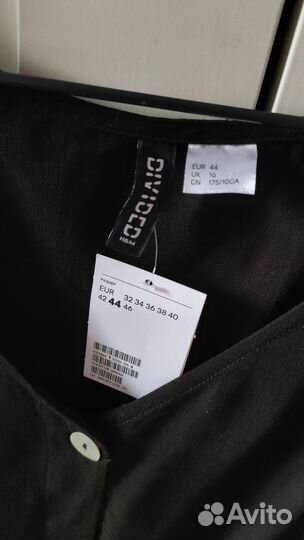 DIVIDED
H&M
EUR 44
UK 16
CN 175/100A
РАЗМЕР
EUR 32 34 36 38 40
42 44 46
Avito